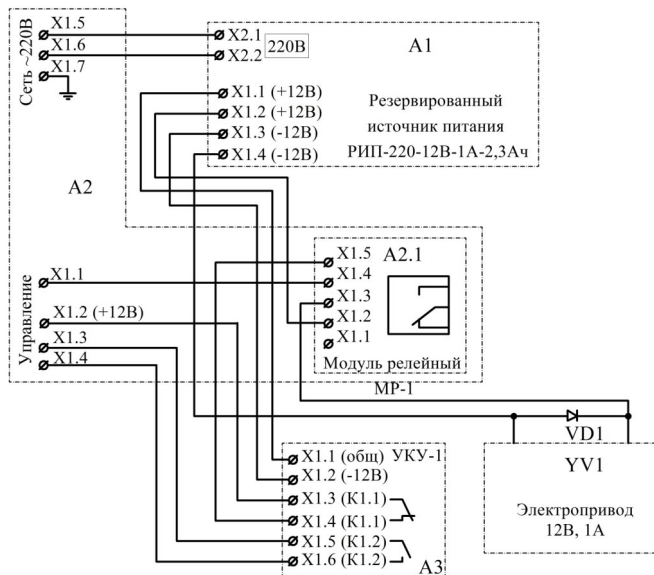 Сеть ~220В
X1.5
X1.6
X1.7
X2.1
X2.2
220В
A1
X1.1 (+12В)
X1.2 (+12В)
X1.3 (-12В)
X1.4 (-12В)
Резервированный
источник питания
РИП-220-12В-1А-2,3Ач
A2
Управление
X1.1
X1.2 (+12В)
X1.3
X1.4
A2.1
X1.5
X1.4
X1.3
X1.2
X1.1
Модуль релейный
МР-1
VD1
YV1
Электропривод
12В, 1А
X1.1 (общ) УКУ-1
X1.2 (-12В)
X1.3 (К1.1)
X1.4 (К1.1)
X1.5 (К1.2)
X1.6 (К1.2)
A3